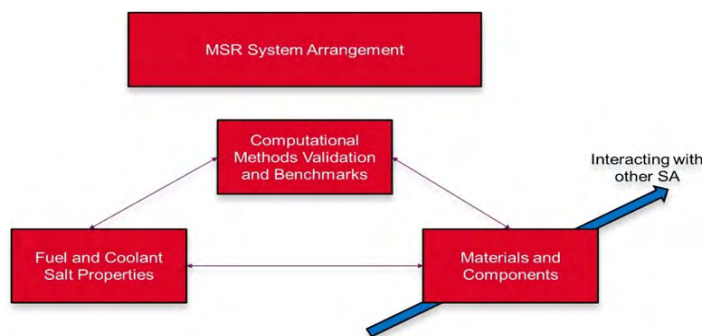 MSR System Arrangement
Computational
Methods Validation
and Benchmarks
Interacting with
other SA
Fuel and Coolant
Salt Properties
Materials and
Components